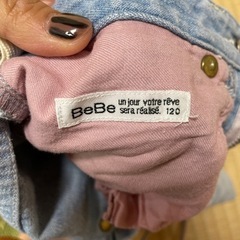 BeBe un jour votre rêve
sera réalisé. 120